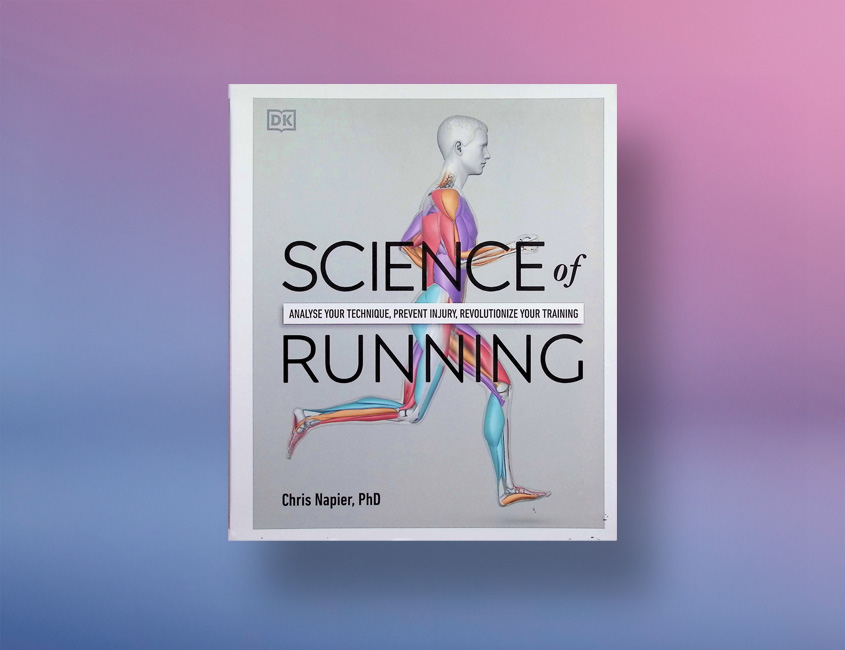 DK
SCIENCE of
ANALYSE YOUR TECHNIQUE, PREVENT INJURY, REVOLUTIONIZE YOUR TRAINING
RUNNING
Chris Napier, PhD